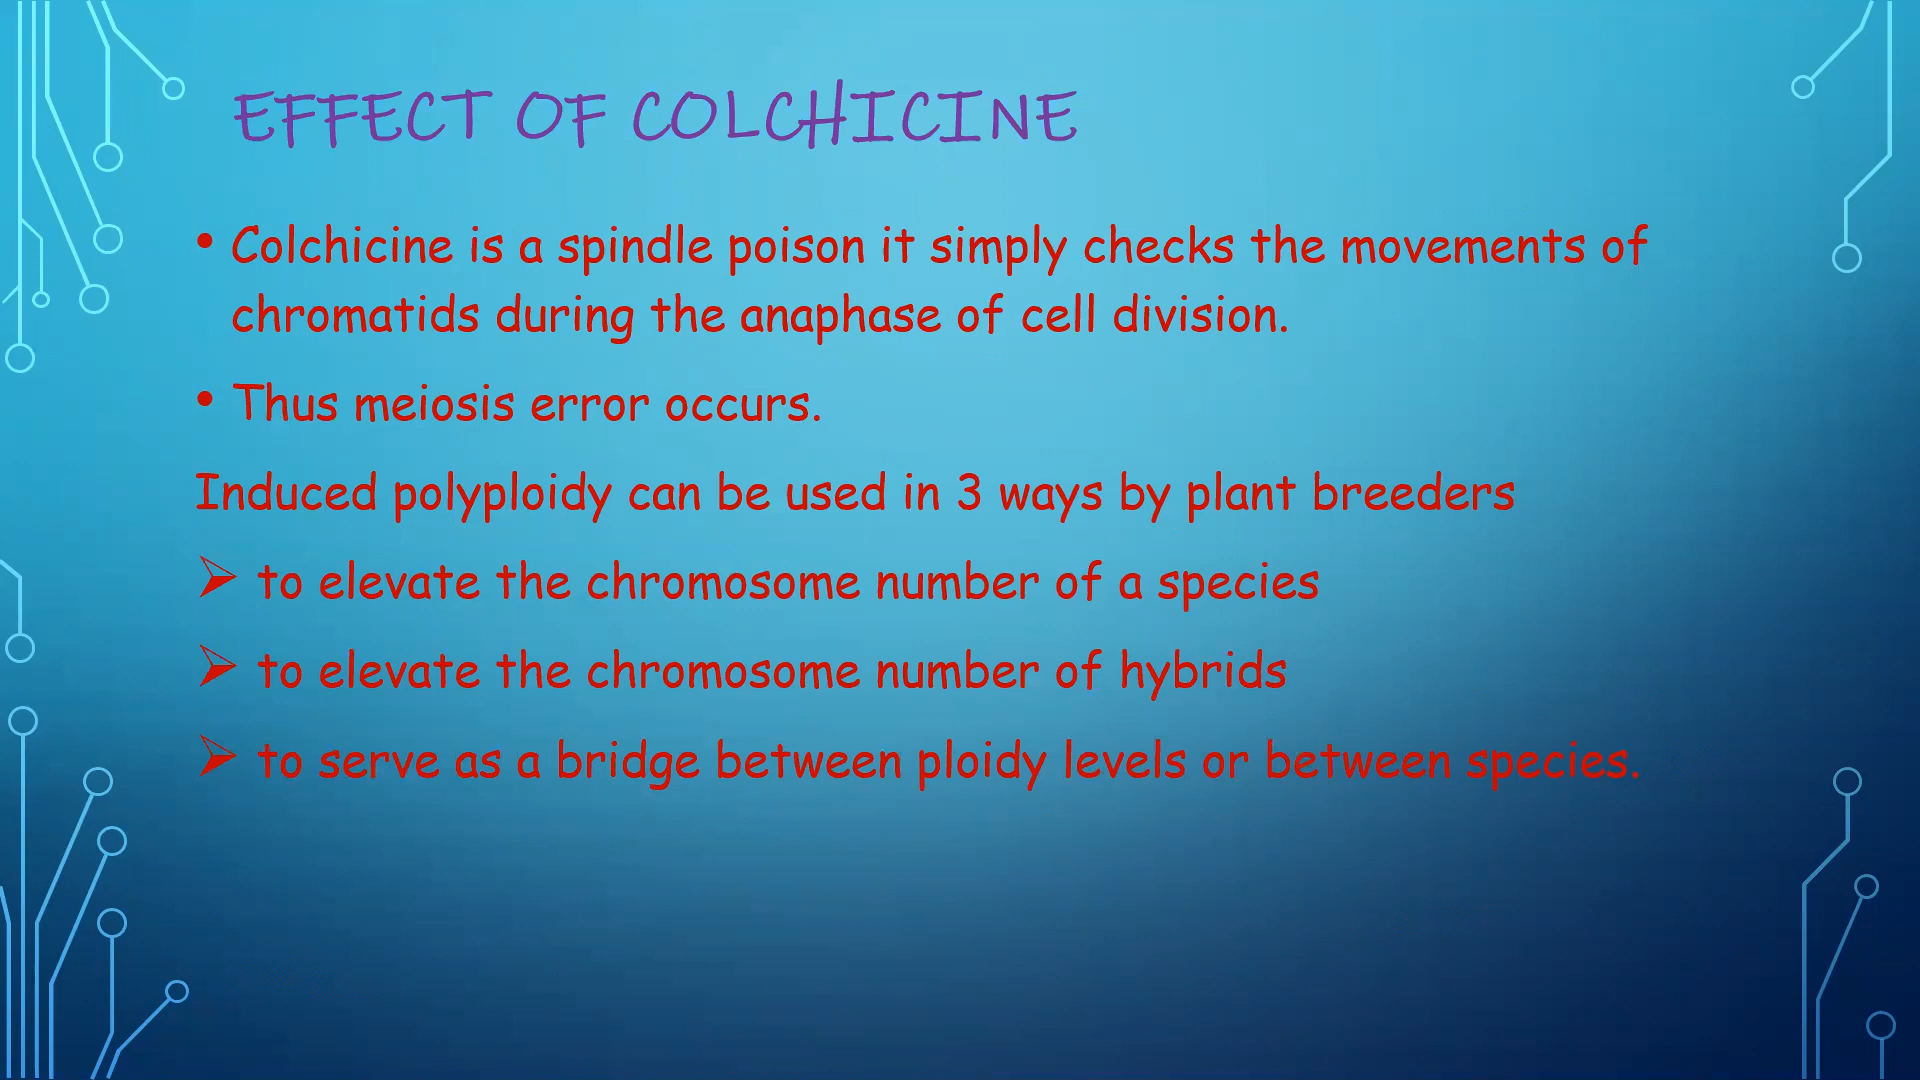 EFFECT OF COLCHICINE
• Colchicine is a spindle poison it simply checks the movements of
chromatids during the anaphase of cell division.
• Thus meiosis error occurs.
Induced polyploidy can be used in 3 ways by plant breeders
➢ to elevate the chromosome number of a species
➢ to elevate the chromosome number of hybrids
➢ to serve as a bridge between ploidy levels or between species.